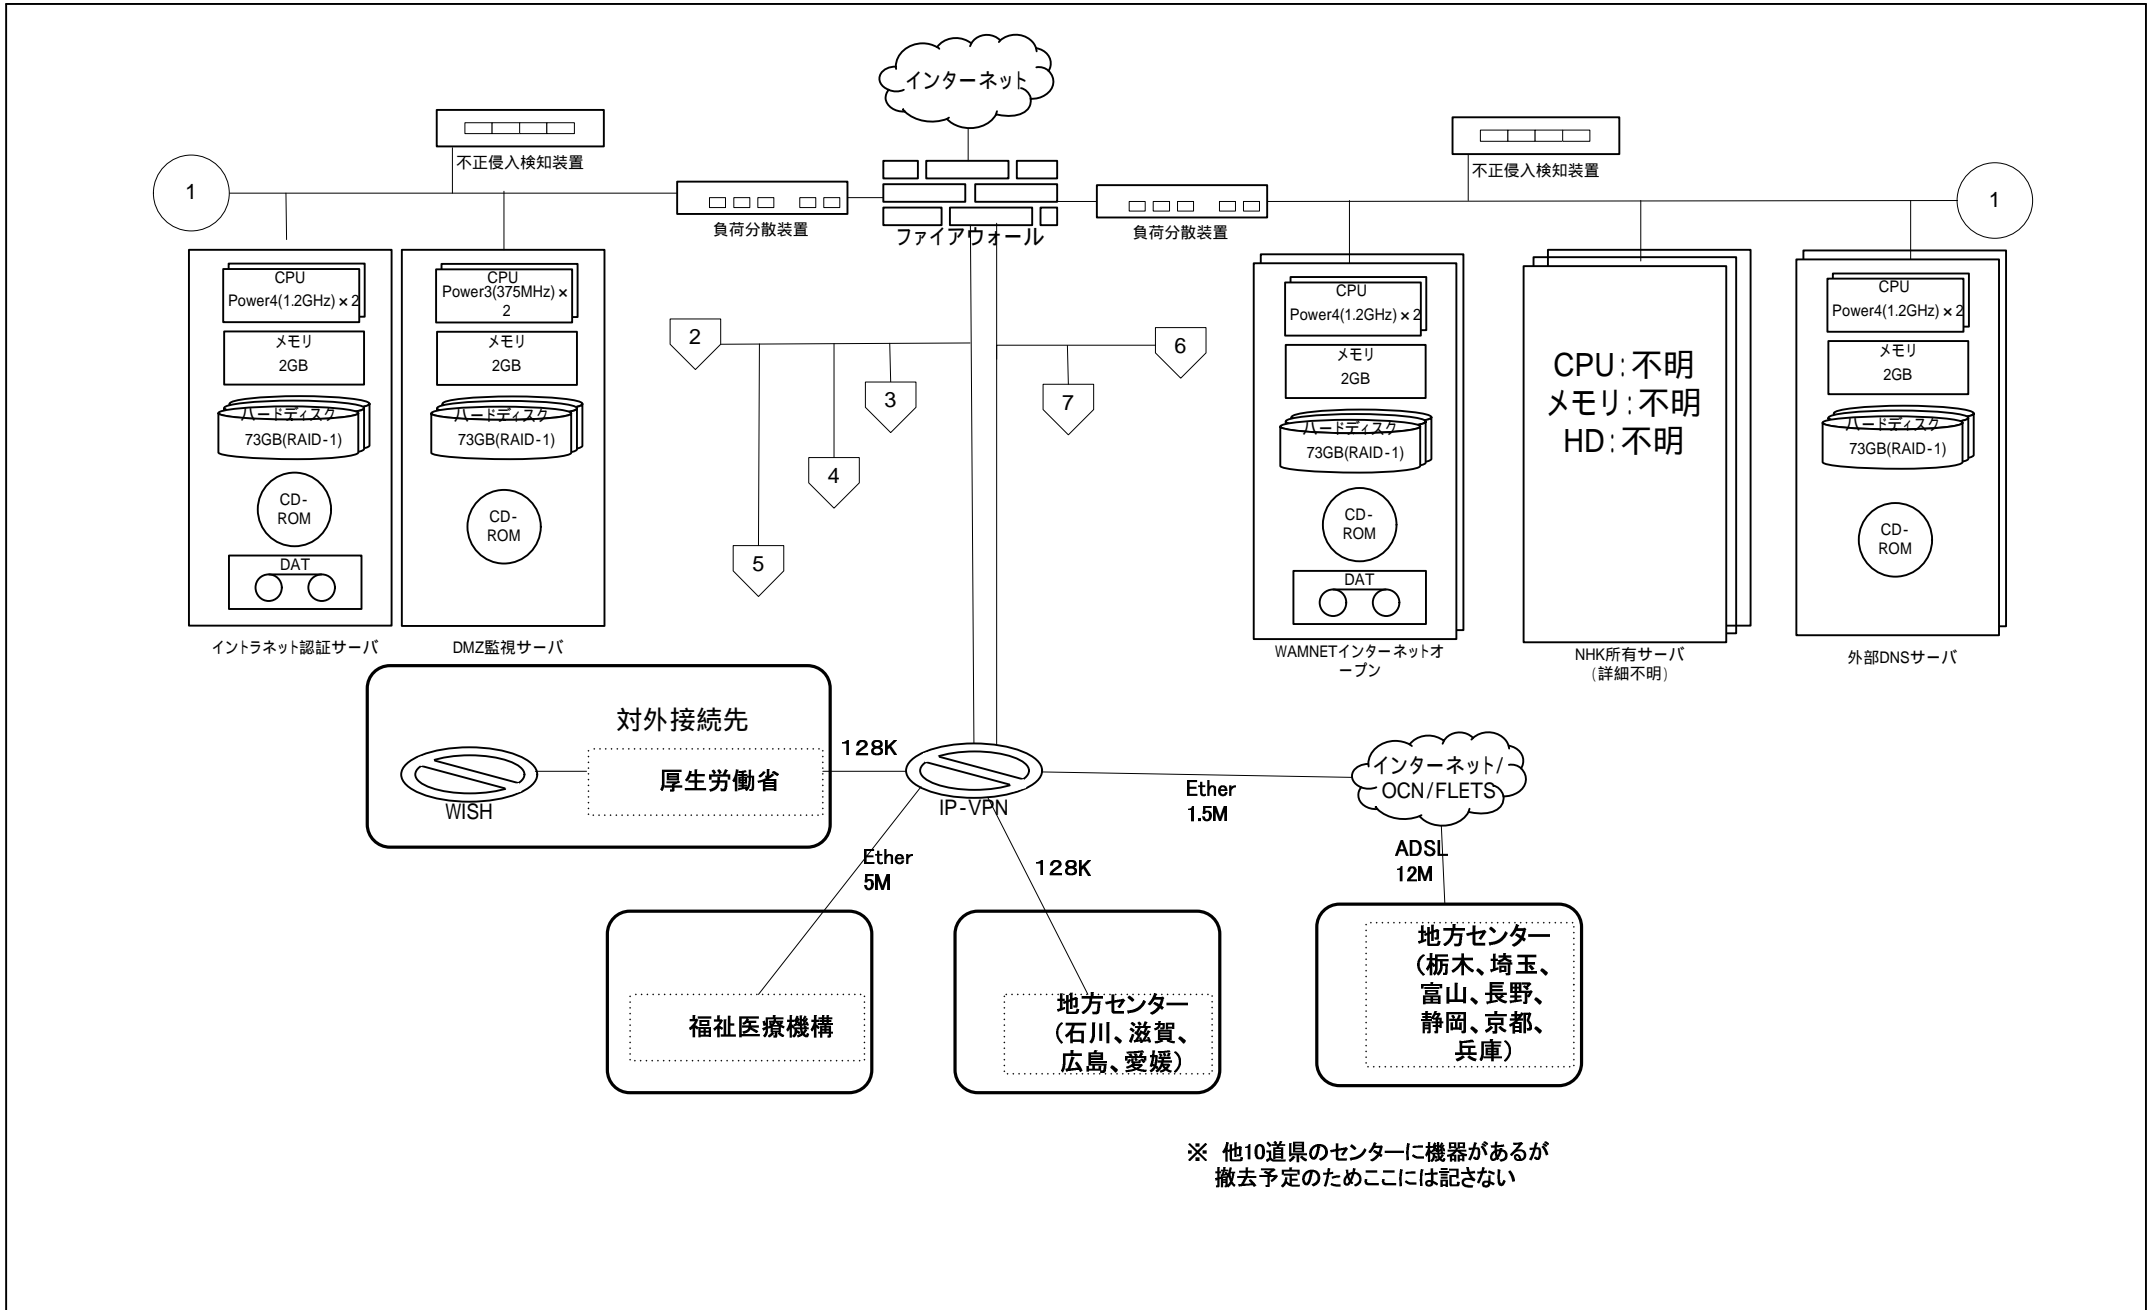 インターネット
不正侵入検知装置
不正侵入検知装置
1
負荷分散装置
ファイアウォール
負荷分散装置
1
CPU
Power4(1.2GHz) × 2
メモリ
2GB
ハードディスク
73GB(RAID-1)
CD-
ROM
DAT
イントラネット認証サーバ
CPU
Power3(375MHz) ×
2
メモリ
2GB
ハードディスク
73GB(RAID-1)
CD-
ROM
DMZ監視サーバ
2
3
4
5
6
7
CPU
Power4(1.2GHz) × 2
メモリ
2GB
ハードディスク
73GB(RAID-1)
CD-
ROM
DAT
WAMNETインターネットオ
ープン
CPU:不明
メモリ:不明
HD:不明
NHK所有サーバ
(詳細不明)
CPU
Power4(1.2GHz) × 2
メモリ
2GB
ハードディスク
73GB(RAID-1)
CD-
ROM
外部DNSサーバ
対外接続先
WISH
厚生労働省
128K
IP-VPN
Ether
1.5M
インターネット/
OCN/FLETS
Ether
5M
128K
ADSL
12M
福祉医療機構
地方センター
(石川、滋賀、
広島、愛媛)
地方センター
(栃木、埼玉、
富山、長野、
静岡、京都、
兵庫)
※ 他10道県のセンターに機器があるが
撤去予定のためここには記さない